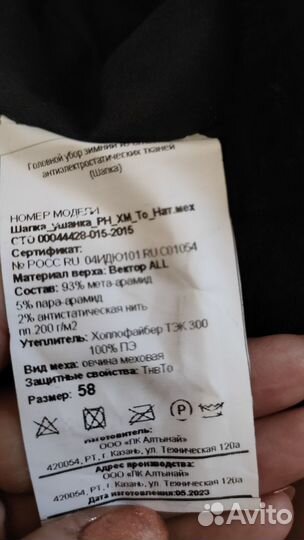 Головной убор зимний из
антиэлектростатических тканей
(Шапка)
НОМЕР МОДЕЛИ
Шапка_ушанка_РН_ХМ_То_Нат.мех
СТО 00044428-015-2015
Сертификат:
№ РОСС RU 04ИДЮ101.RU.С01054
Материал верха: Вектор ALL
Состав: 93% мета-арамид
5% пара-арамид
2% антистатическая нить
пл.200 г/м2
Утеплитель: Холлофайбер ТЭК 300
100% ПЭ
Вид меха: овчина меховая
Защитные свойства: ТнвТо
Размер: 58
P
Изготовитель:
ООО «ПК Алтынай»
420054, РТ, г. Казань, ул. Техническая 120а
Адрес производства
ООО «ПК Алтынай»
420054, РТ, г. Казань, ул. Техническая 120а
Дата изготовления:05.2023
Avito